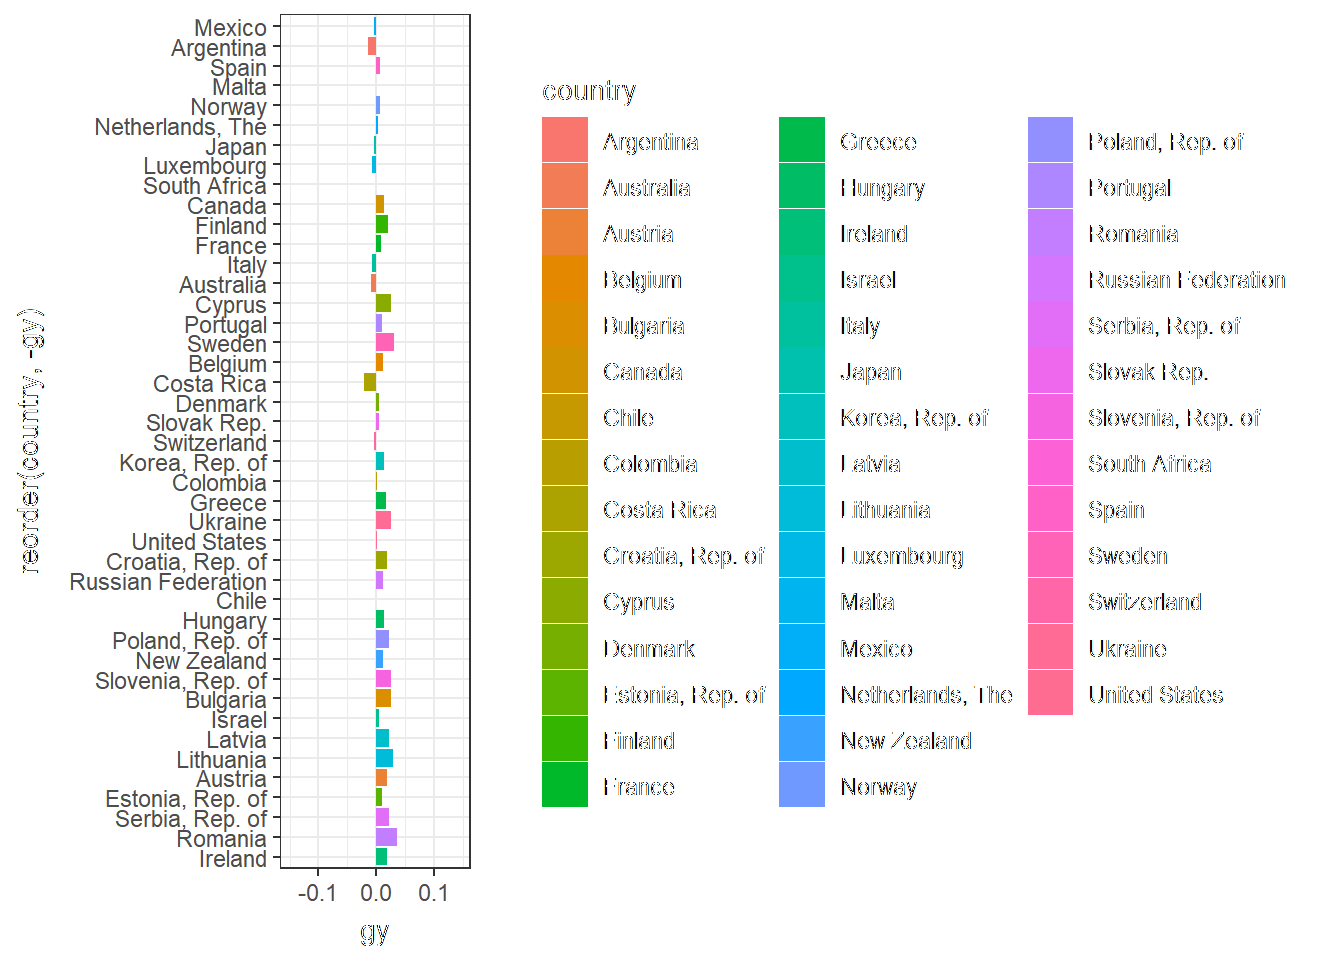 Mexico
Argentina
Spain
Malta
Norway
Netherlands, The
Japan
Luxembourg
South Africa
Canada
Finland
France
Italy
Australia
Cyprus
Portugal
Sweden
Belgium
Costa Rica
Denmark
Slovak Rep.
Switzerland
Korea, Rep. of
Colombia
Greece
Ukraine
United States
Croatia, Rep. of
Russian Federation
Chile
Hungary
Poland, Rep. of
New Zealand
Slovenia, Rep. of
Bulgaria
Israel
Latvia
Lithuania
Austria
Estonia, Rep. of
Serbia, Rep. of
Romania
Ireland
reorder(country, -gy)
-0.1 0.0 0.1
gy
country
Argentina
Australia
Austria
Belgium
Bulgaria
Canada
Chile
Colombia
Costa Rica
Croatia, Rep. of
Cyprus
Denmark
Estonia, Rep. of
Finland
France
Greece
Hungary
Ireland
Israel
Italy
Japan
Korea, Rep. of
Latvia
Lithuania
Luxembourg
Malta
Mexico
Netherlands, The
New Zealand
Norway
Poland, Rep. of
Portugal
Romania
Russian Federation
Serbia, Rep. of
Slovak Rep.
Slovenia, Rep. of
South Africa
Spain
Sweden
Switzerland
Ukraine
United States